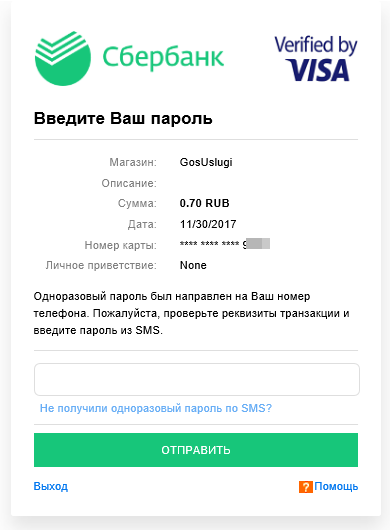 СБЕРБАНК
Verified by
VISA
Введите Ваш пароль
Магазин: GosUslugi
Описание:
Сумма: 0.70 RUB
Дата: 11/30/2017
Номер карты: **** **** ****
Личное приветствие: None
Одноразовый пароль был направлен на Ваш номер
телефона. Пожалуйста, проверьте реквизиты транзакции и
введите пароль из SMS.
Не получили одноразовый пароль по SMS?
ОТПРАВИТЬ
Выход
? Помощь